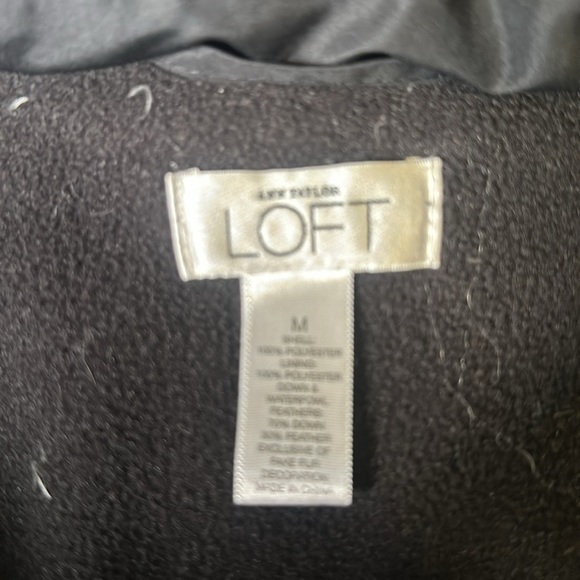 ANN TAYLOR
LOFT
M
SHELL:
100% POLYESTER
LINING:
100% POLYESTER
DOWN &
WATERFOWL
FEATHERS:
70% DOWN
30% FEATHER
EXCLUSIVE OF
FAKE FUR
DECORATION
MADE IN CHINA